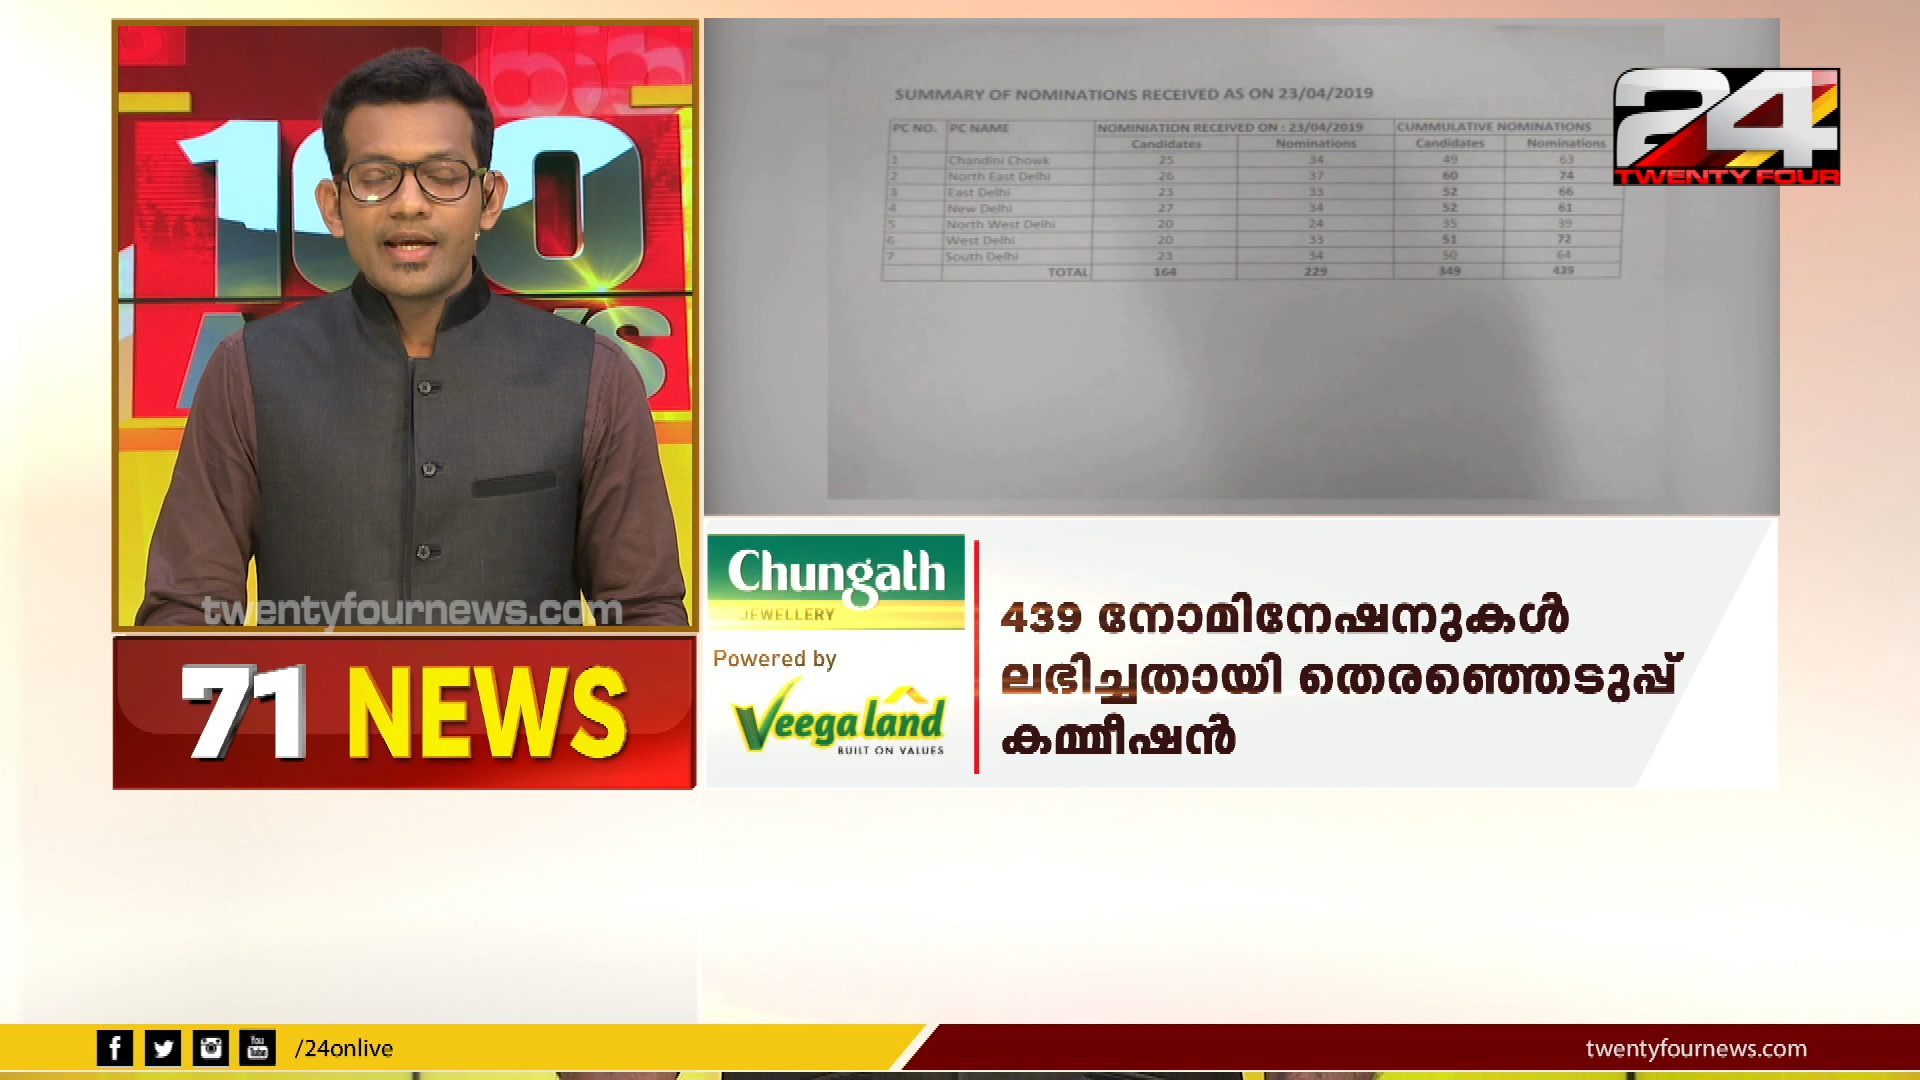 100
twentyfournews.com
71 NEWS
SUMMARY OF NOMINATIONS RECEIVED AS ON 23/04/2019
PC NO. PC NAME NOMINIATION RECEIVED ON : 23/04/2019 CUMMULATIVE NOMINATIONS
Candidates Nominations Candidates Nominations
1 Chandini Chowk 25 34 49 63
2 North East Delhi 26 37 60 74
3 East Delhi 23 33 52 66
4 New Delhi 27 34 52 61
5 North West Delhi 20 24 35 39
6 West Delhi 20 33 51 72
7 South Delhi 23 34 50 64
TOTAL 164 229 349 439
24
TWENTY FOUR
Chungath
JEWELLERY
Powered by
Veegaland
BUILT ON VALUES
439 നോമിനേഷനുകൾ
ലഭിച്ചതായി തെരഞ്ഞെടുപ്പ്
കമ്മീഷൻ
/24onlive
twentyfournews.com